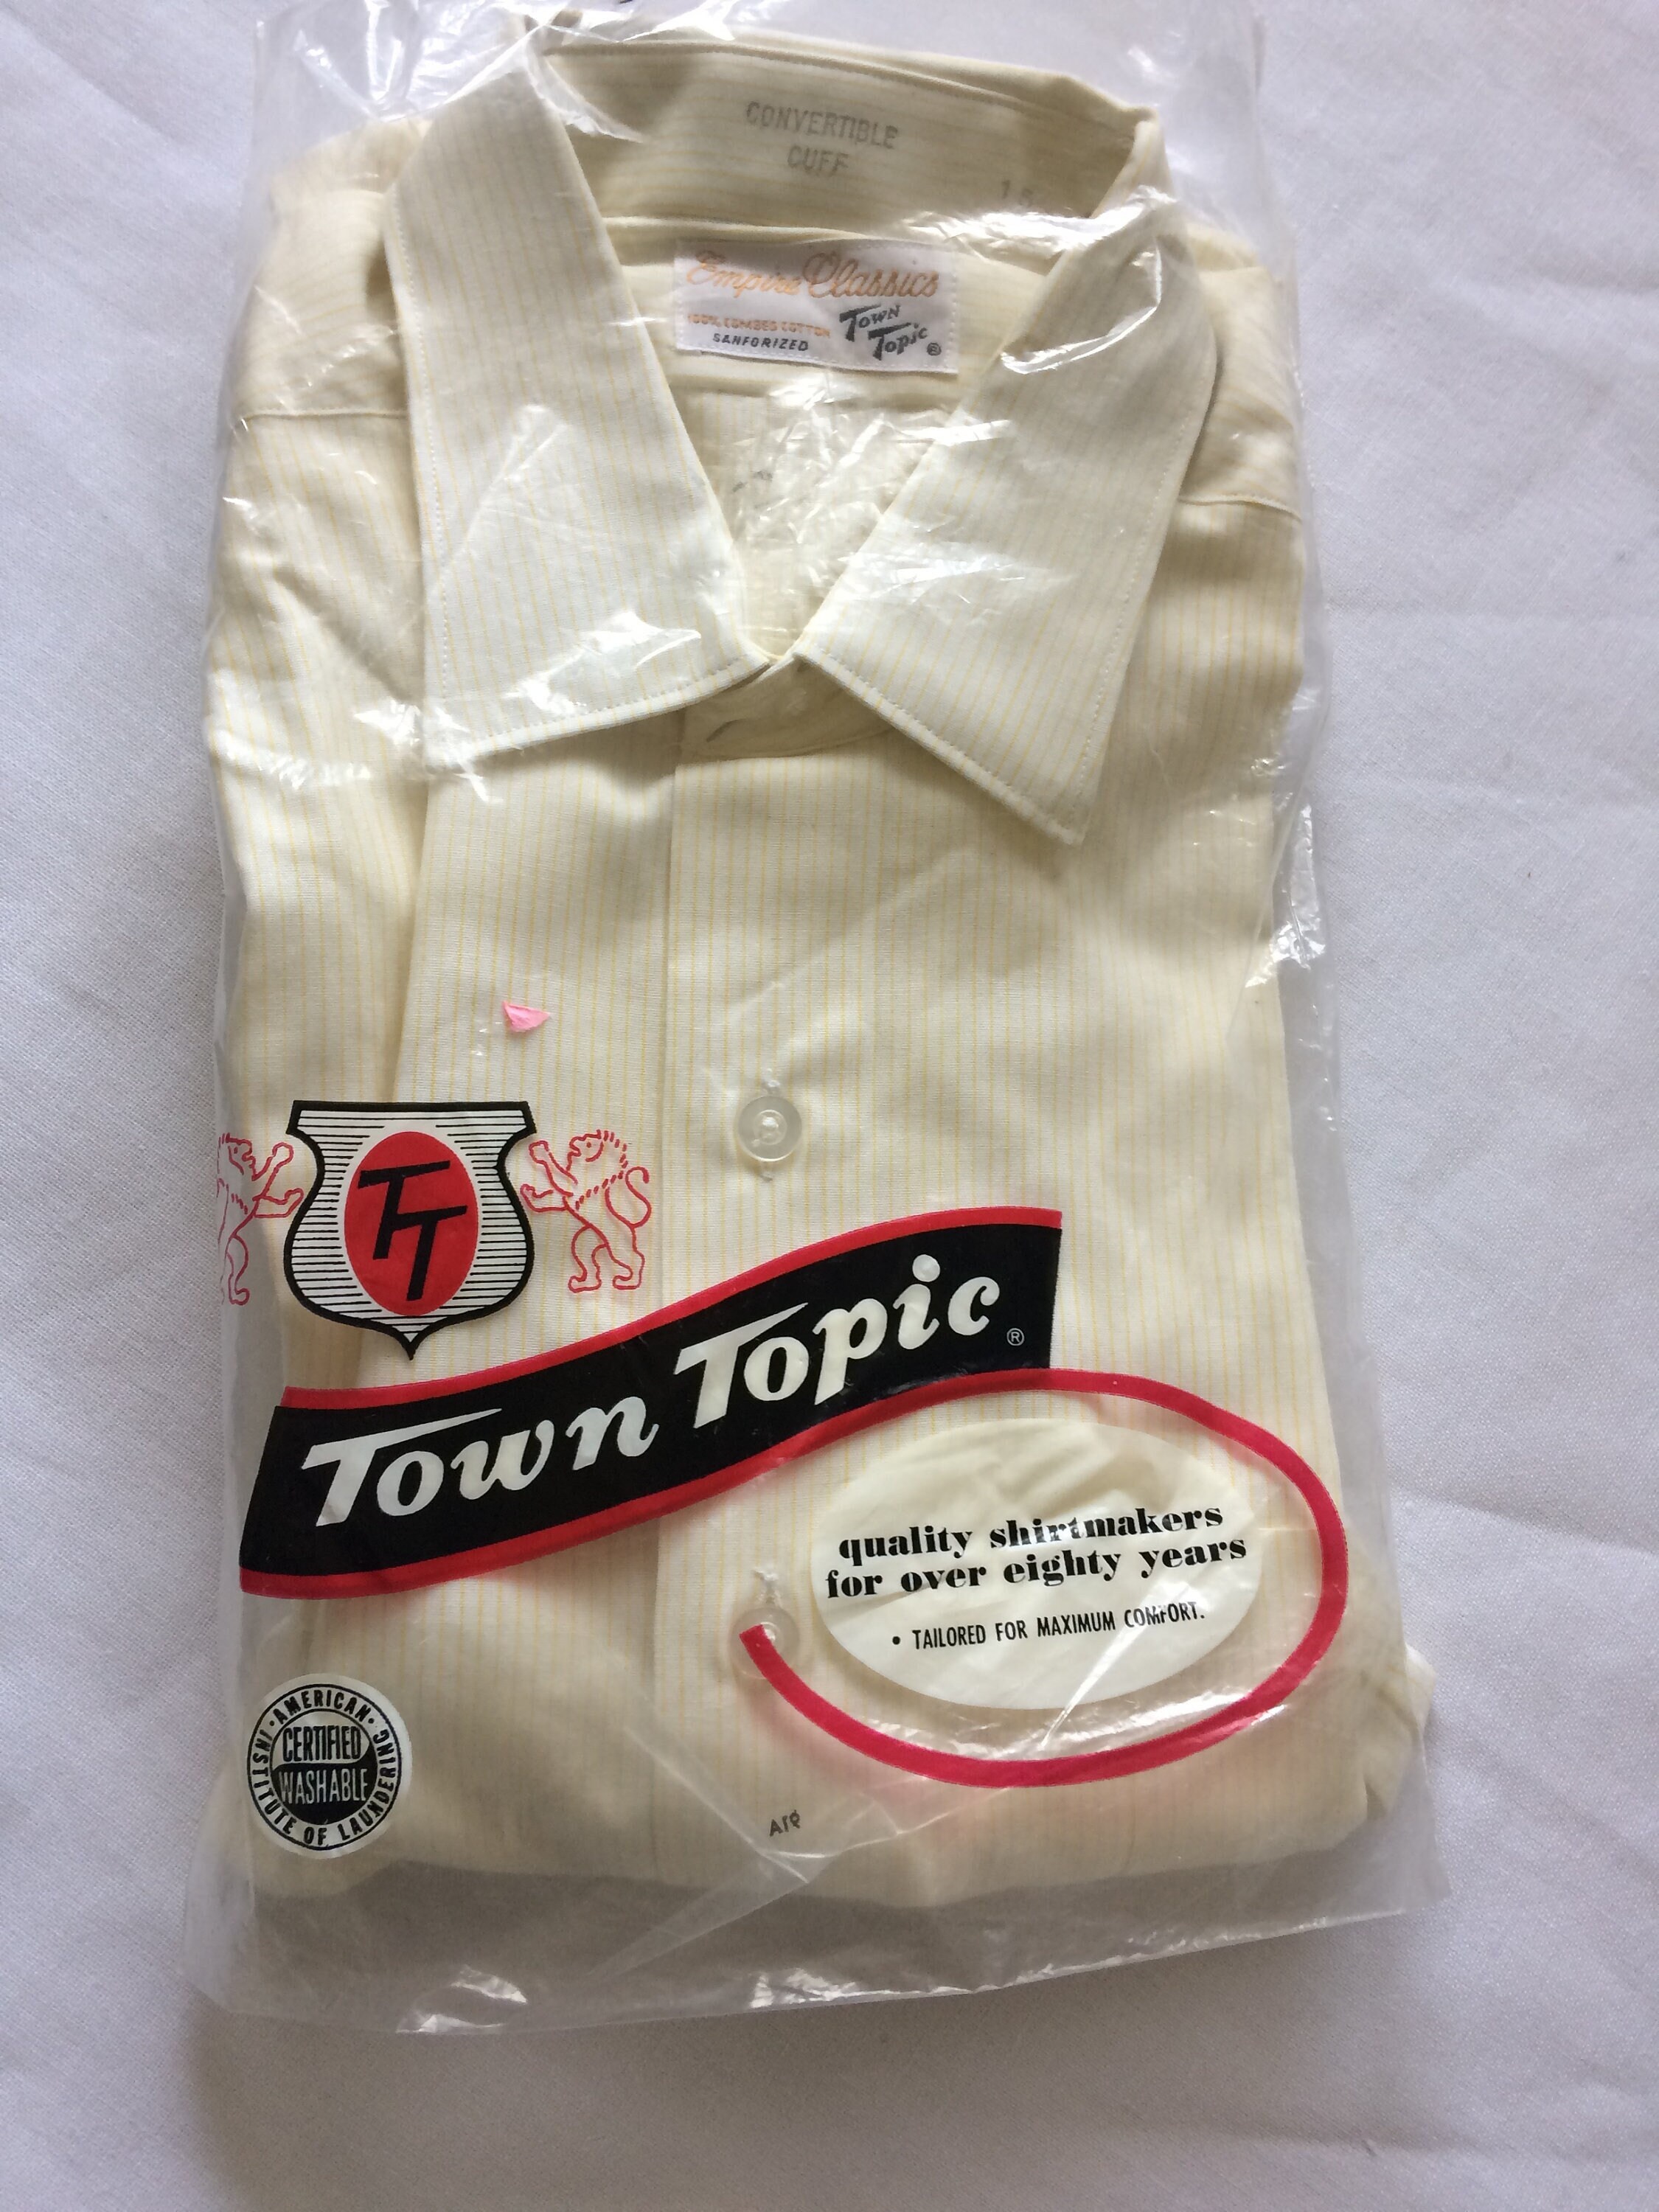 CONVERTIBLE
CUFF
Empire Classics
100% COMBED COTTON
SANFORIZED
Town
Topic ®
TT
Town Topic ®
quality shirtmakers
for over eighty years
• TAILORED FOR MAXIMUM COMFORT.
• AMERICAN • INSTITUTE OF LAUNDERING
CERTIFIED
WASHABLE